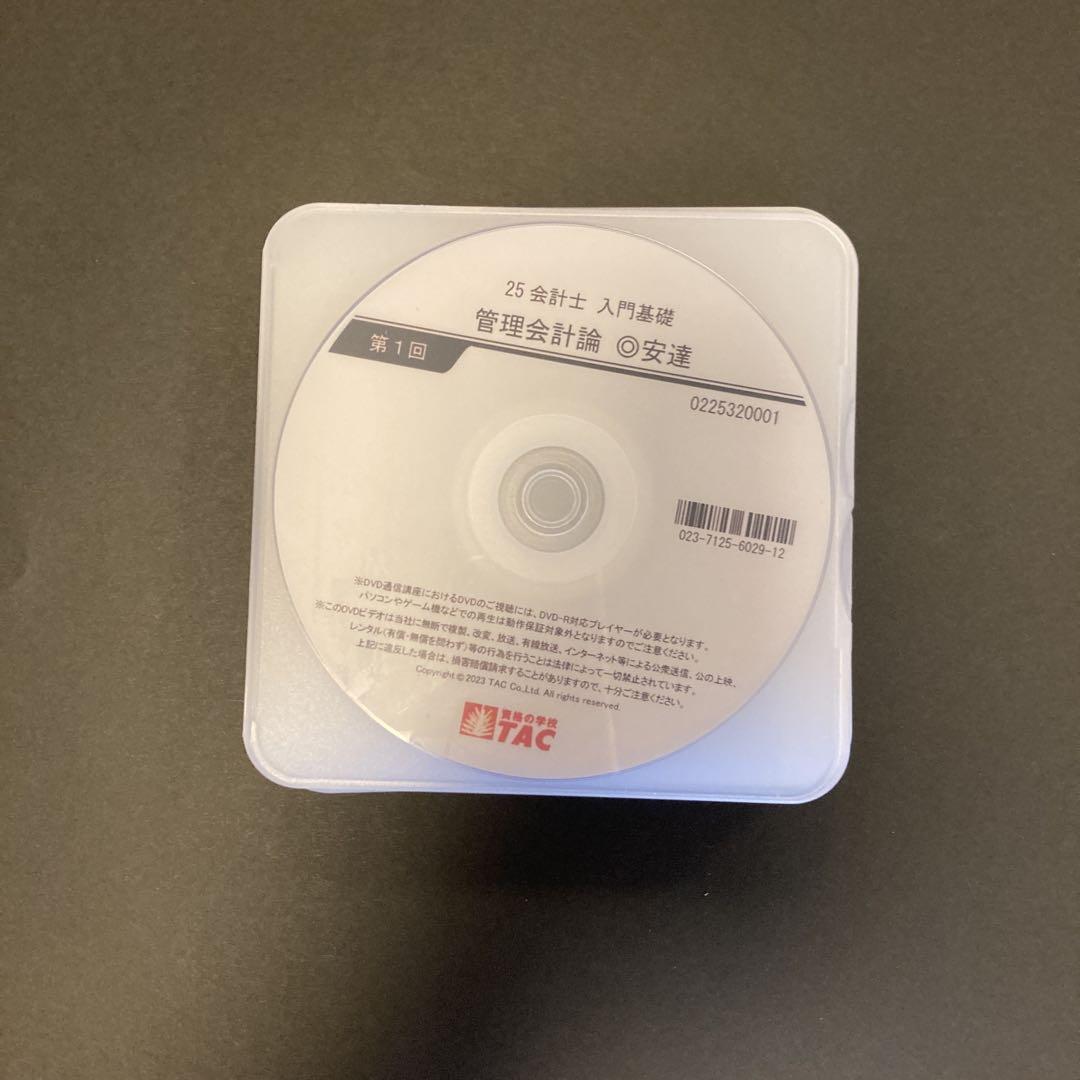 25 会計士 入門基礎
管理会計論 ◎安達
第1回
0225320001
023-7125-6029-12
※DVD通信講座におけるDVDのご視聴には、DVD-R対応プレイヤーが必要となります。
パソコンやゲーム機などでの再生は動作保証対象外となりますのでご注意ください。
※このDVDビデオは当社に無断で複製、改変、放送、有線放送、インターネット等による公衆送信、公の上映、
レンタル(有償・無償を問わず)等の行為を行うことは法律によって一切禁止されています。
上記に違反した場合は、損害賠償請求することがありますので、十分ご注意ください。
Copyright © 2023 TAC Co.,Ltd. All rights reserved.
資格の学校
TAC